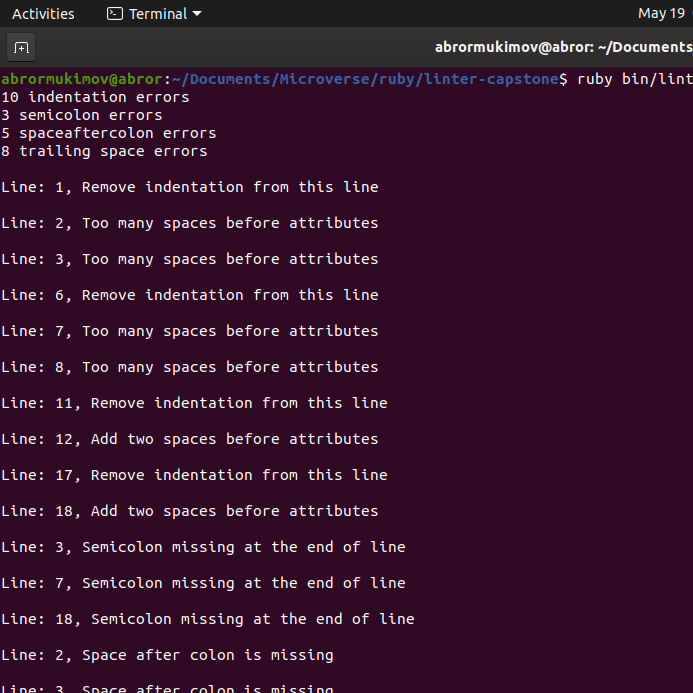 Activities Terminal May 19
abrormukimov@abror: ~/Documents
abrormukimov@abror:~/Documents/Microverse/ruby/linter-capstone$ ruby bin/lint
10 indentation errors
3 semicolon errors
5 spaceaftercolon errors
8 trailing space errors
Line: 1, Remove indentation from this line
Line: 2, Too many spaces before attributes
Line: 3, Too many spaces before attributes
Line: 6, Remove indentation from this line
Line: 7, Too many spaces before attributes
Line: 8, Too many spaces before attributes
Line: 11, Remove indentation from this line
Line: 12, Add two spaces before attributes
Line: 17, Remove indentation from this line
Line: 18, Add two spaces before attributes
Line: 3, Semicolon missing at the end of line
Line: 7, Semicolon missing at the end of line
Line: 18, Semicolon missing at the end of line
Line: 2, Space after colon is missing
Line: 3, Space after colon is missing